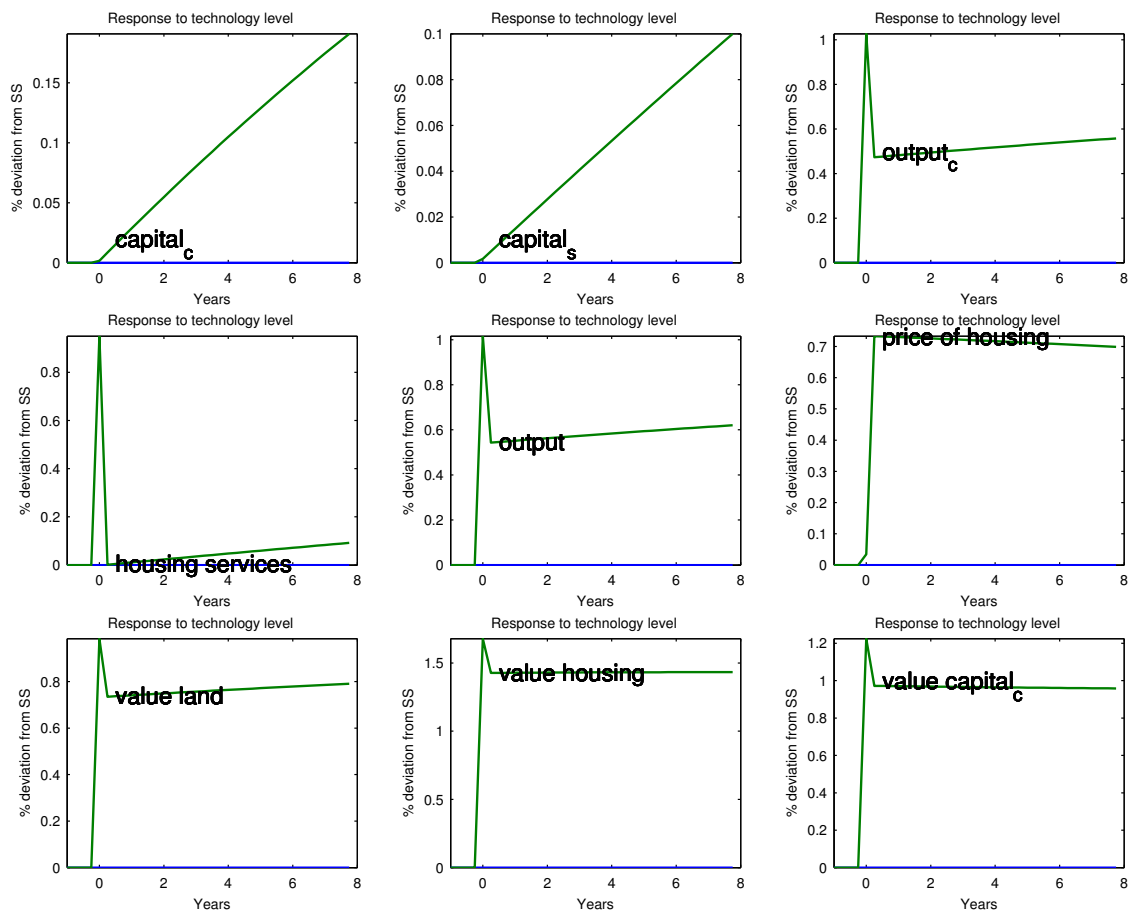 Response to technology level
% deviation from SS
0.15
0.1
0.05
0
capital_c
0 2 4 6 8
Years
Response to technology level
% deviation from SS
0.1
0.08
0.06
0.04
0.02
0
capital_s
0 2 4 6 8
Years
Response to technology level
% deviation from SS
1
0.8
0.6
0.4
0.2
0
output_c
0 2 4 6 8
Years
Response to technology level
% deviation from SS
0.8
0.6
0.4
0.2
0
housing services
0 2 4 6 8
Years
Response to technology level
% deviation from SS
1
0.8
0.6
0.4
0.2
0
output
0 2 4 6 8
Years
Response to technology level
price of housing
% deviation from SS
0.7
0.6
0.5
0.4
0.3
0.2
0.1
0
0 2 4 6 8
Years
Response to technology level
% deviation from SS
0.8
0.6
0.4
0.2
0
value land
0 2 4 6 8
Years
Response to technology level
% deviation from SS
1.5
1
0.5
0
value housing
0 2 4 6 8
Years
Response to technology level
% deviation from SS
1.2
1
0.8
0.6
0.4
0.2
0
value capital_c
0 2 4 6 8
Years